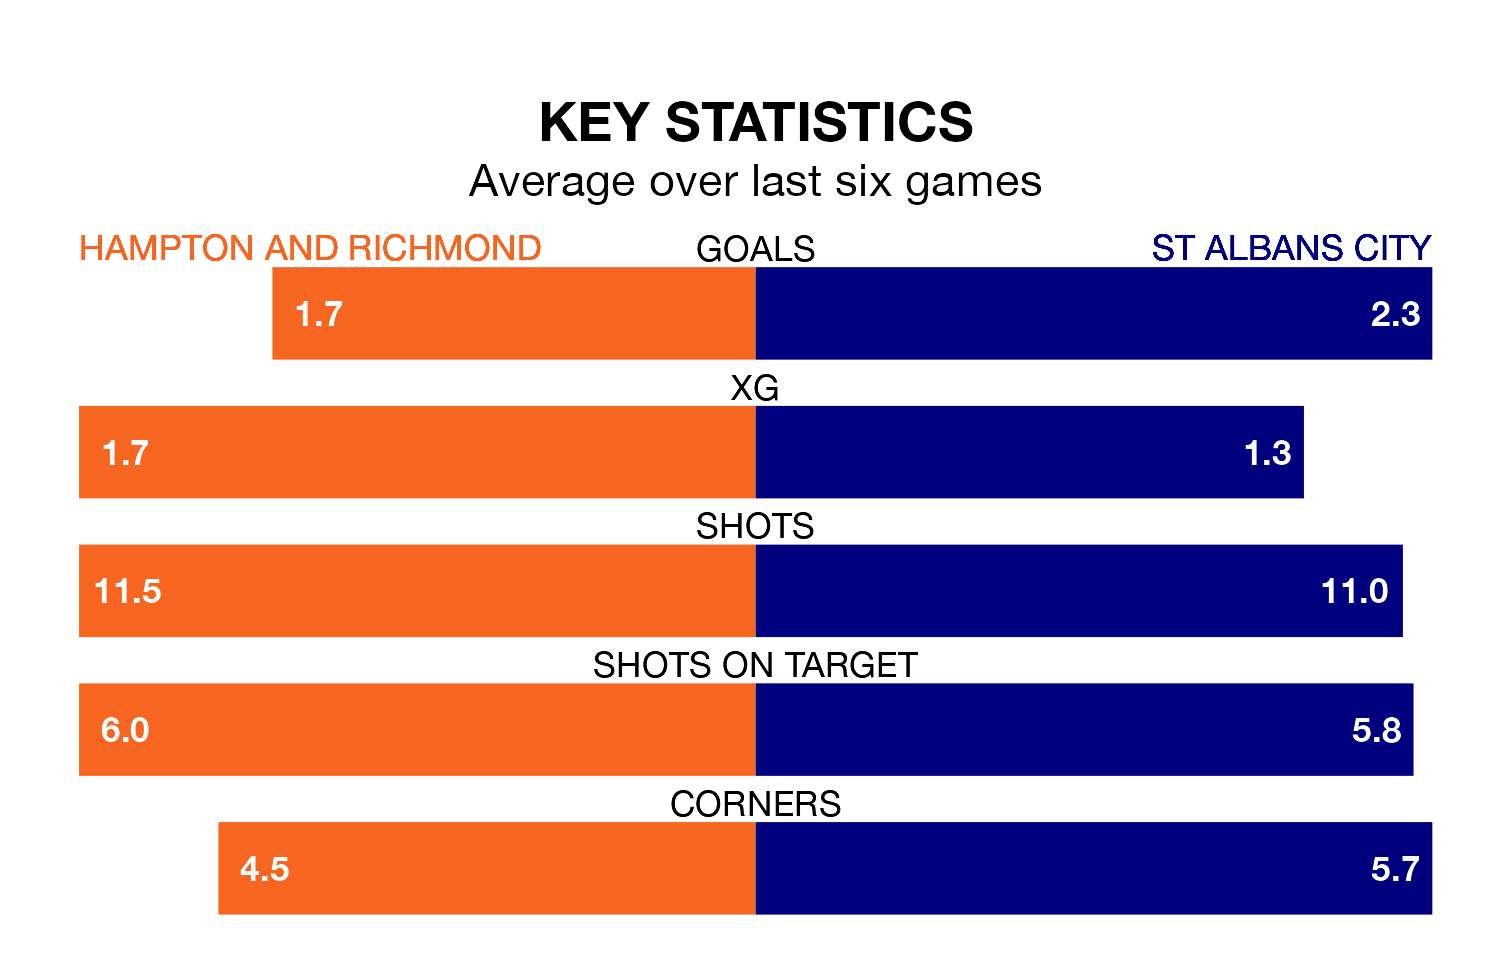 KEY STATISTICS
Average over last six games
HAMPTON AND RICHMOND GOALS ST ALBANS CITY
1.7 2.3
XG
1.7 1.3
SHOTS
11.5 11.0
SHOTS ON TARGET
6.0 5.8
CORNERS
4.5 5.7